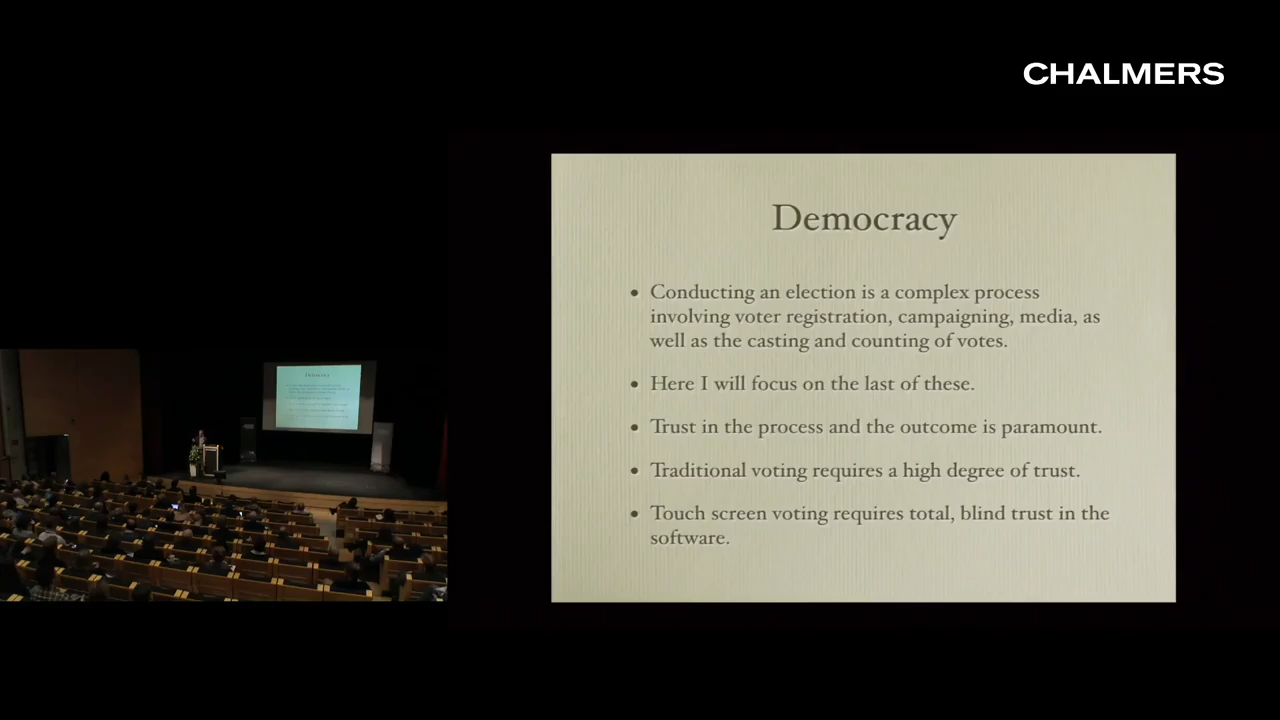 CHALMERS
Democracy
• Conducting an election is a complex process
involving voter registration, campaigning, media, as
well as the casting and counting of votes.
• Here I will focus on the last of these.
• Trust in the process and the outcome is paramount.
• Traditional voting requires a high degree of trust.
• Touch screen voting requires total, blind trust in the
software.